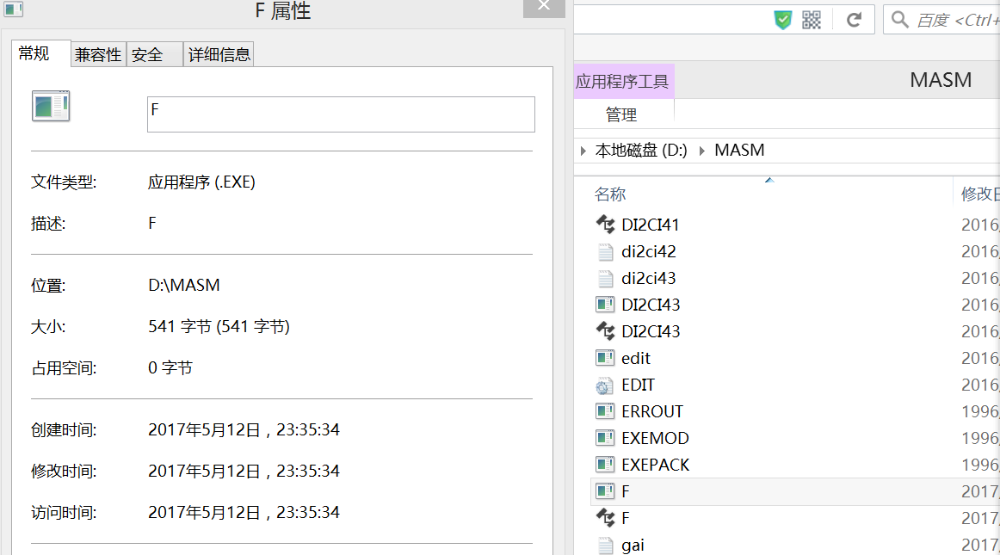 F 属性
常规 兼容性 安全 详细信息
F
文件类型: 应用程序 (.EXE)
描述: F
位置: D:\MASM
大小: 541 字节 (541 字节)
占用空间: 0 字节
创建时间: 2017年5月12日，23:35:34
修改时间: 2017年5月12日，23:35:34
访问时间: 2017年5月12日，23:35:34
百度 <Ctrl+
应用程序工具 MASM
管理
本地磁盘 (D:) MASM
名称 修改日
DI2CI41 2016
di2ci42 2016
di2ci43 2016
DI2CI43 2016
DI2CI43 2016
edit 2016
EDIT 2016
ERROUT 1996
EXEMOD 1996
EXEPACK 1996
F 2017
F 2017
gai 2017